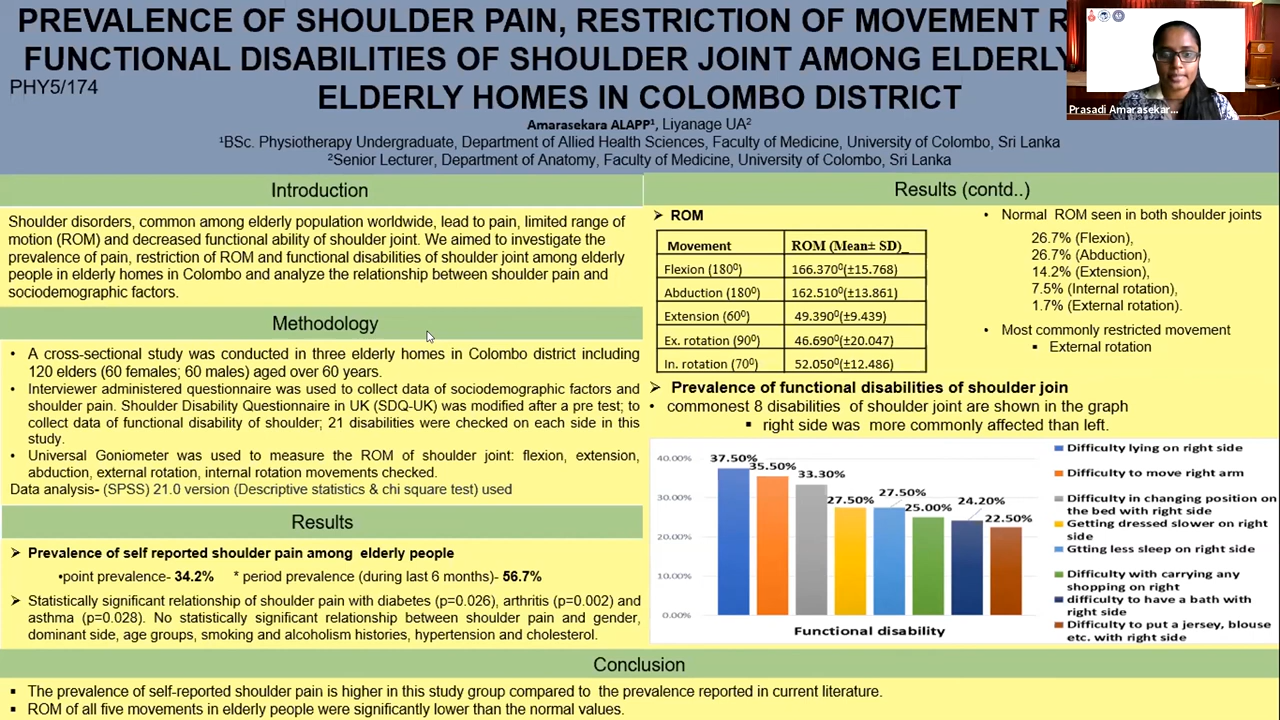 PREVALENCE OF SHOULDER PAIN, RESTRICTION OF MOVEMENT
FUNCTIONAL DISABILITIES OF SHOULDER JOINT AMONG ELDERLY
PHY5/174
ELDERLY HOMES IN COLOMBO DISTRICT
Prasadi Amarasekar...
Amarasekara ALAPP¹, Liyanage UA²
¹BSc. Physiotherapy Undergraduate, Department of Allied Health Sciences, Faculty of Medicine, University of Colombo, Sri Lanka
²Senior Lecturer, Department of Anatomy, Faculty of Medicine, University of Colombo, Sri Lanka
Introduction
Shoulder disorders, common among elderly population worldwide, lead to pain, limited range of
motion (ROM) and decreased functional ability of shoulder joint. We aimed to investigate the
prevalence of pain, restriction of ROM and functional disabilities of shoulder joint among elderly
people in elderly homes in Colombo and analyze the relationship between shoulder pain and
sociodemographic factors.
Methodology
• A cross-sectional study was conducted in three elderly homes in Colombo district including
120 elders (60 females; 60 males) aged over 60 years.
• Interviewer administered questionnaire was used to collect data of sociodemographic factors and
shoulder pain. Shoulder Disability Questionnaire in UK (SDQ-UK) was modified after a pre test; to
collect data of functional disability of shoulder; 21 disabilities were checked on each side in this
study.
• Universal Goniometer was used to measure the ROM of shoulder joint: flexion, extension,
abduction, external rotation, internal rotation movements checked.
Data analysis- (SPSS) 21.0 version (Descriptive statistics & chi square test) used
Results
➢ Prevalence of self reported shoulder pain among elderly people
•point prevalence- 34.2% * period prevalence (during last 6 months)- 56.7%
➢ Statistically significant relationship of shoulder pain with diabetes (p=0.026), arthritis (p=0.002) and
asthma (p=0.028). No statistically significant relationship between shoulder pain and gender,
dominant side, age groups, smoking and alcoholism histories, hypertension and cholesterol.
Results (contd..)
➢ ROM
Movement ROM (Mean± SD)_
Flexion (180⁰) 166.370⁰(±15.768)
Abduction (180⁰) 162.510⁰(±13.861)
Extension (60⁰) 49.390⁰(±9.439)
Ex. rotation (90⁰) 46.690⁰(±20.047)
In. rotation (70⁰) 52.050⁰(±12.486)
• Normal ROM seen in both shoulder joints
26.7% (Flexion),
26.7% (Abduction),
14.2% (Extension),
7.5% (Internal rotation),
1.7% (External rotation).
• Most commonly restricted movement
▪ External rotation
➢ Prevalence of functional disabilities of shoulder join
• commonest 8 disabilities of shoulder joint are shown in the graph
▪ right side was more commonly affected than left.
40.00%
30.00%
20.00%
10.00%
0.00%
37.50%
35.50%
33.30%
27.50%
27.50%
25.00%
24.20%
22.50%
Functional disability
Difficulty lying on right side
Difficulty to move right arm
Difficulty in changing position on
the bed with right side
Getting dressed slower on right
side
Gtting less sleep on right side
Difficulty with carrying any
shopping on right
difficulty to have a bath with
right side
Difficulty to put a jersey, blouse
etc. with right side
Conclusion
▪ The prevalence of self-reported shoulder pain is higher in this study group compared to the prevalence reported in current literature.
▪ ROM of all five movements in elderly people were significantly lower than the normal values.